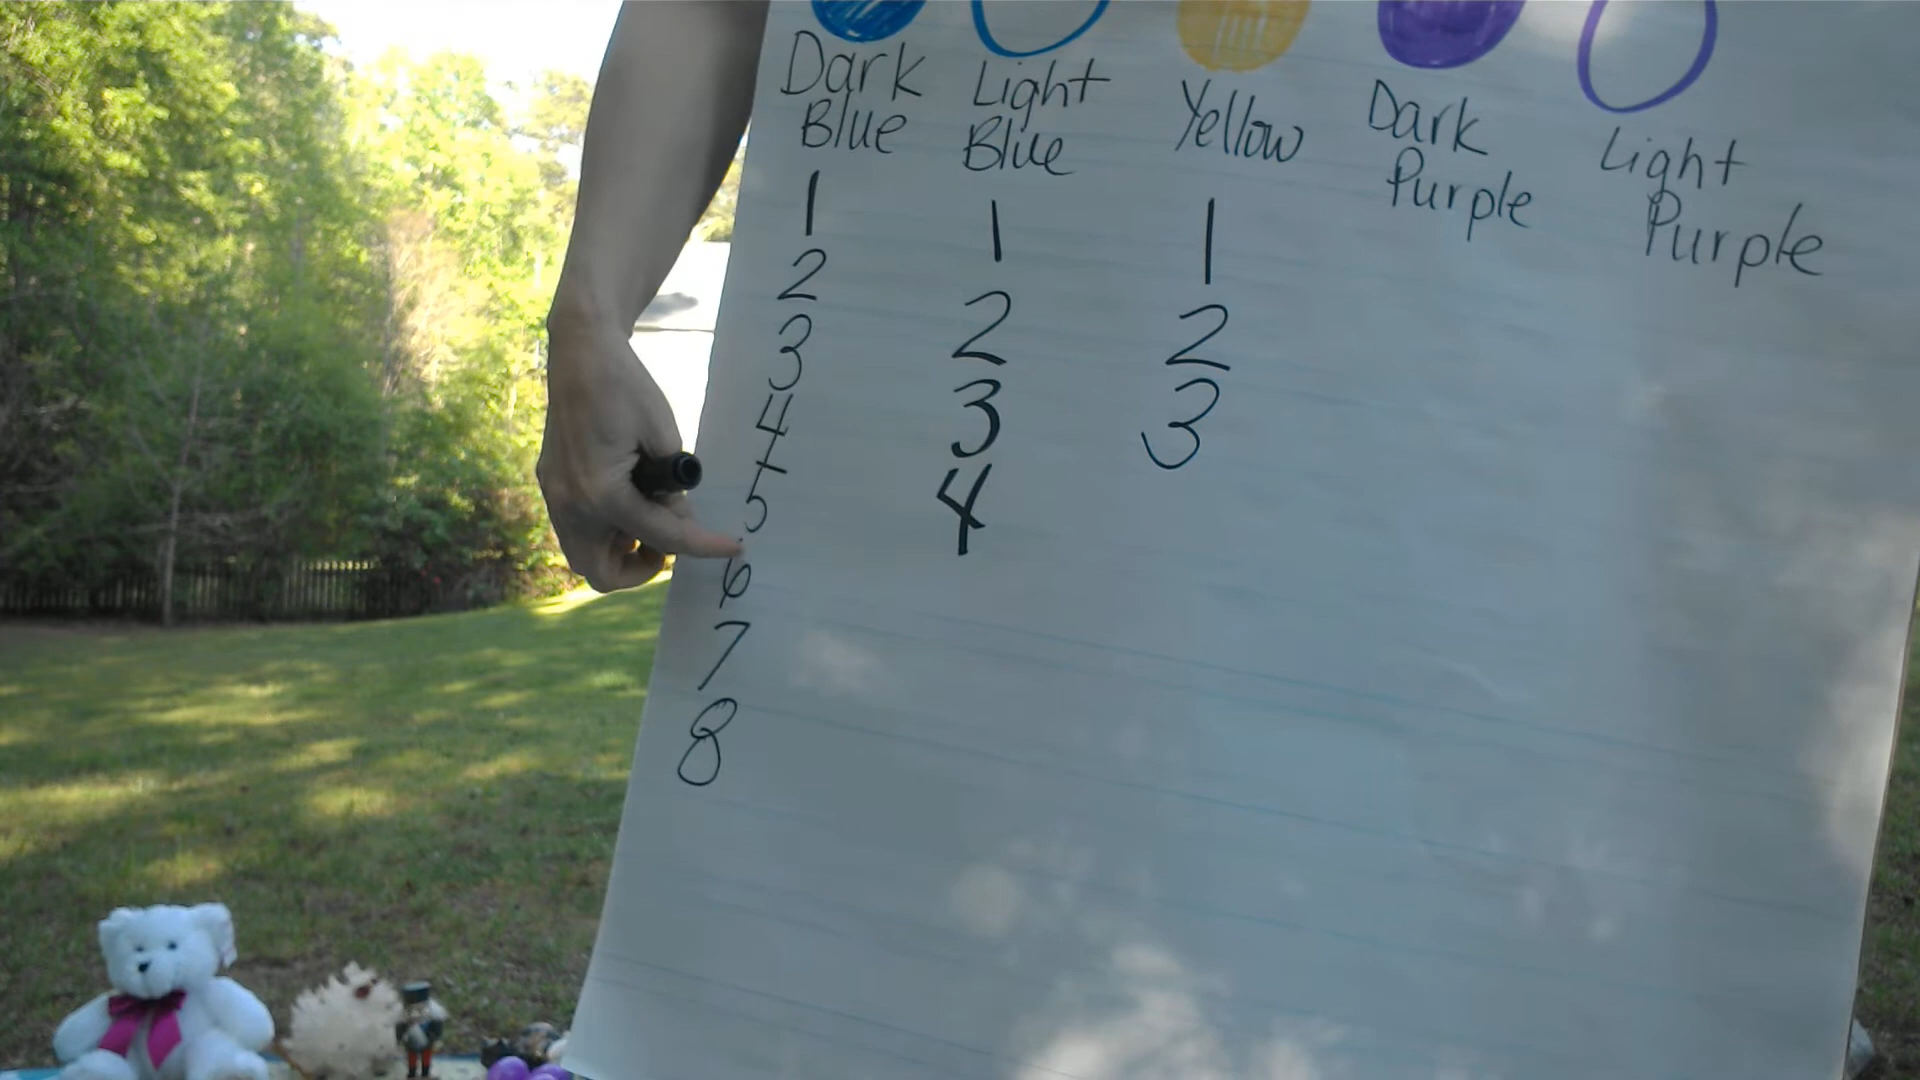 Dark Blue
Light Blue
Yellow
Dark Purple
Light Purple
1 1 1
2 2 2
3 3 3
4 4
5
6
7
8